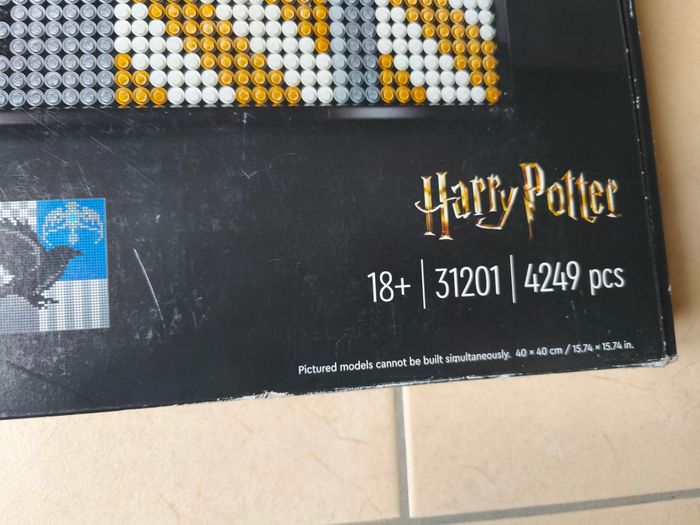 Harry Potter
18+ | 31201 | 4249 pcs
Pictured models cannot be built simultaneously. 40 × 40 cm / 15.74 × 15.74 in.